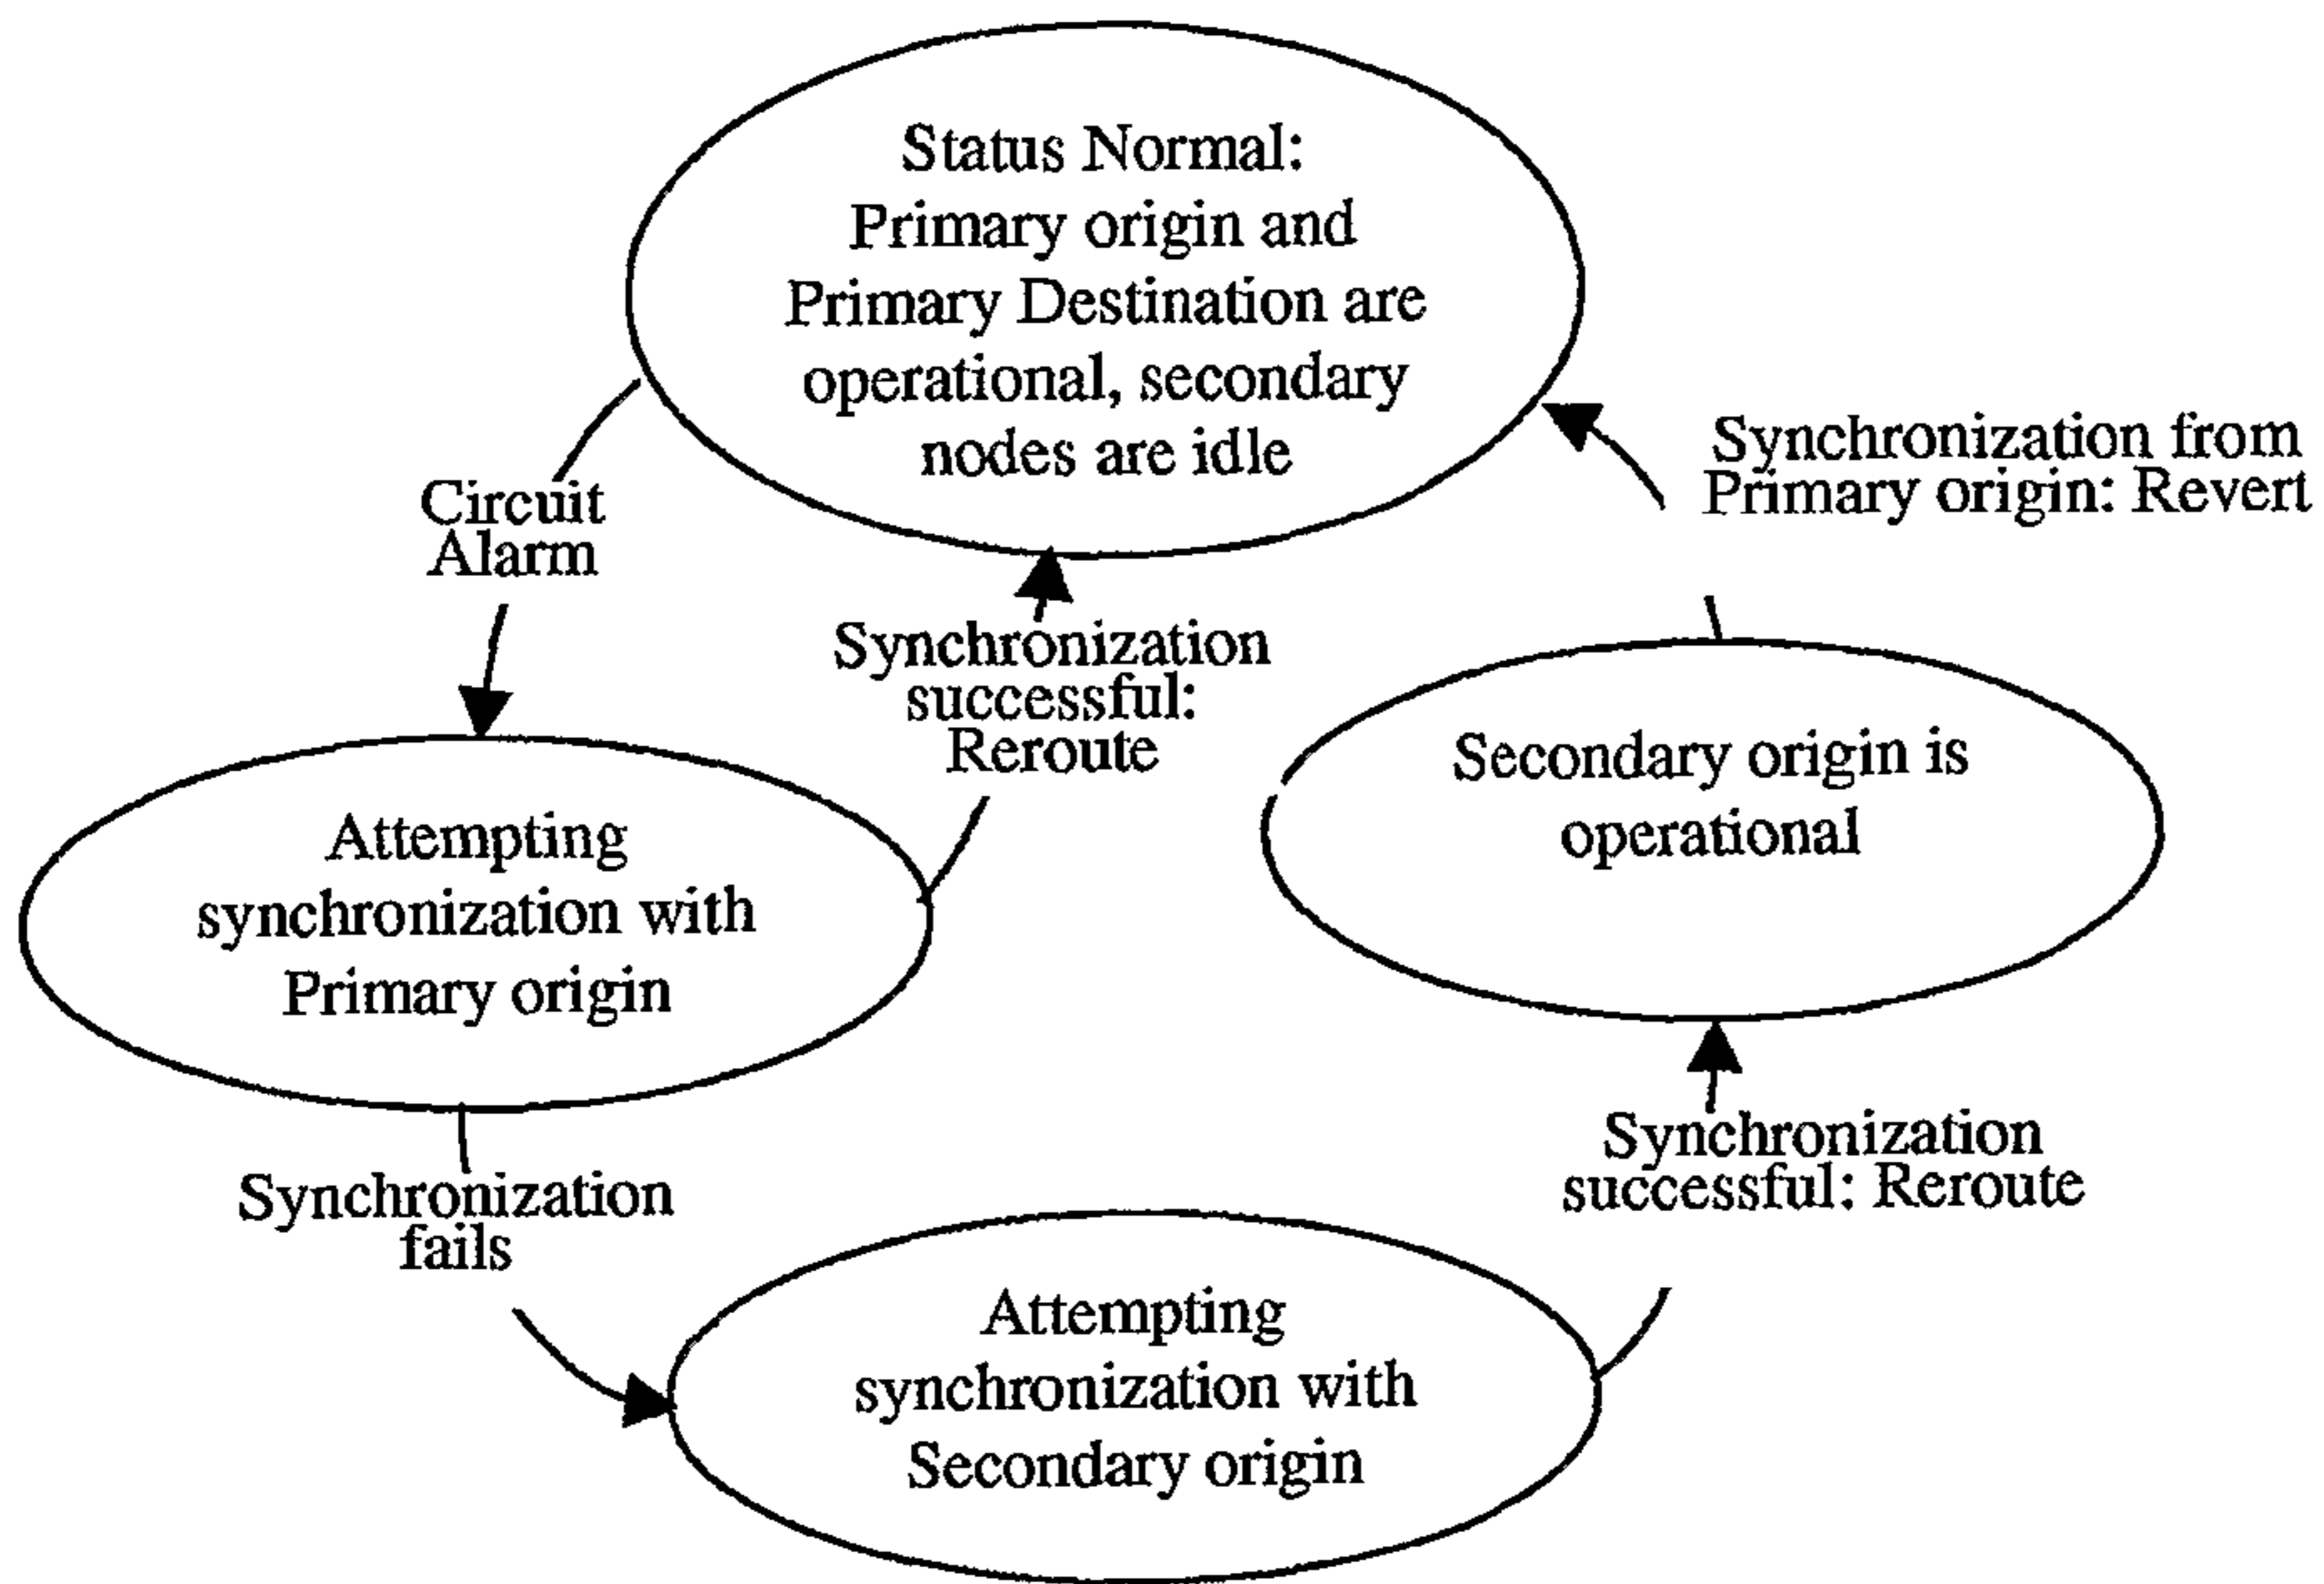 Status Normal:
Primary origin and
Primary Destination are
operational, secondary
nodes are idle
Circuit
Alarm
Synchronization from
Primary origin: Revert
Synchronization
successful:
Reroute
Attempting
synchronization with
Primary origin
Secondary origin is
operational
Synchronization
fails
Synchronization
successful: Reroute
Attempting
synchronization with
Secondary origin